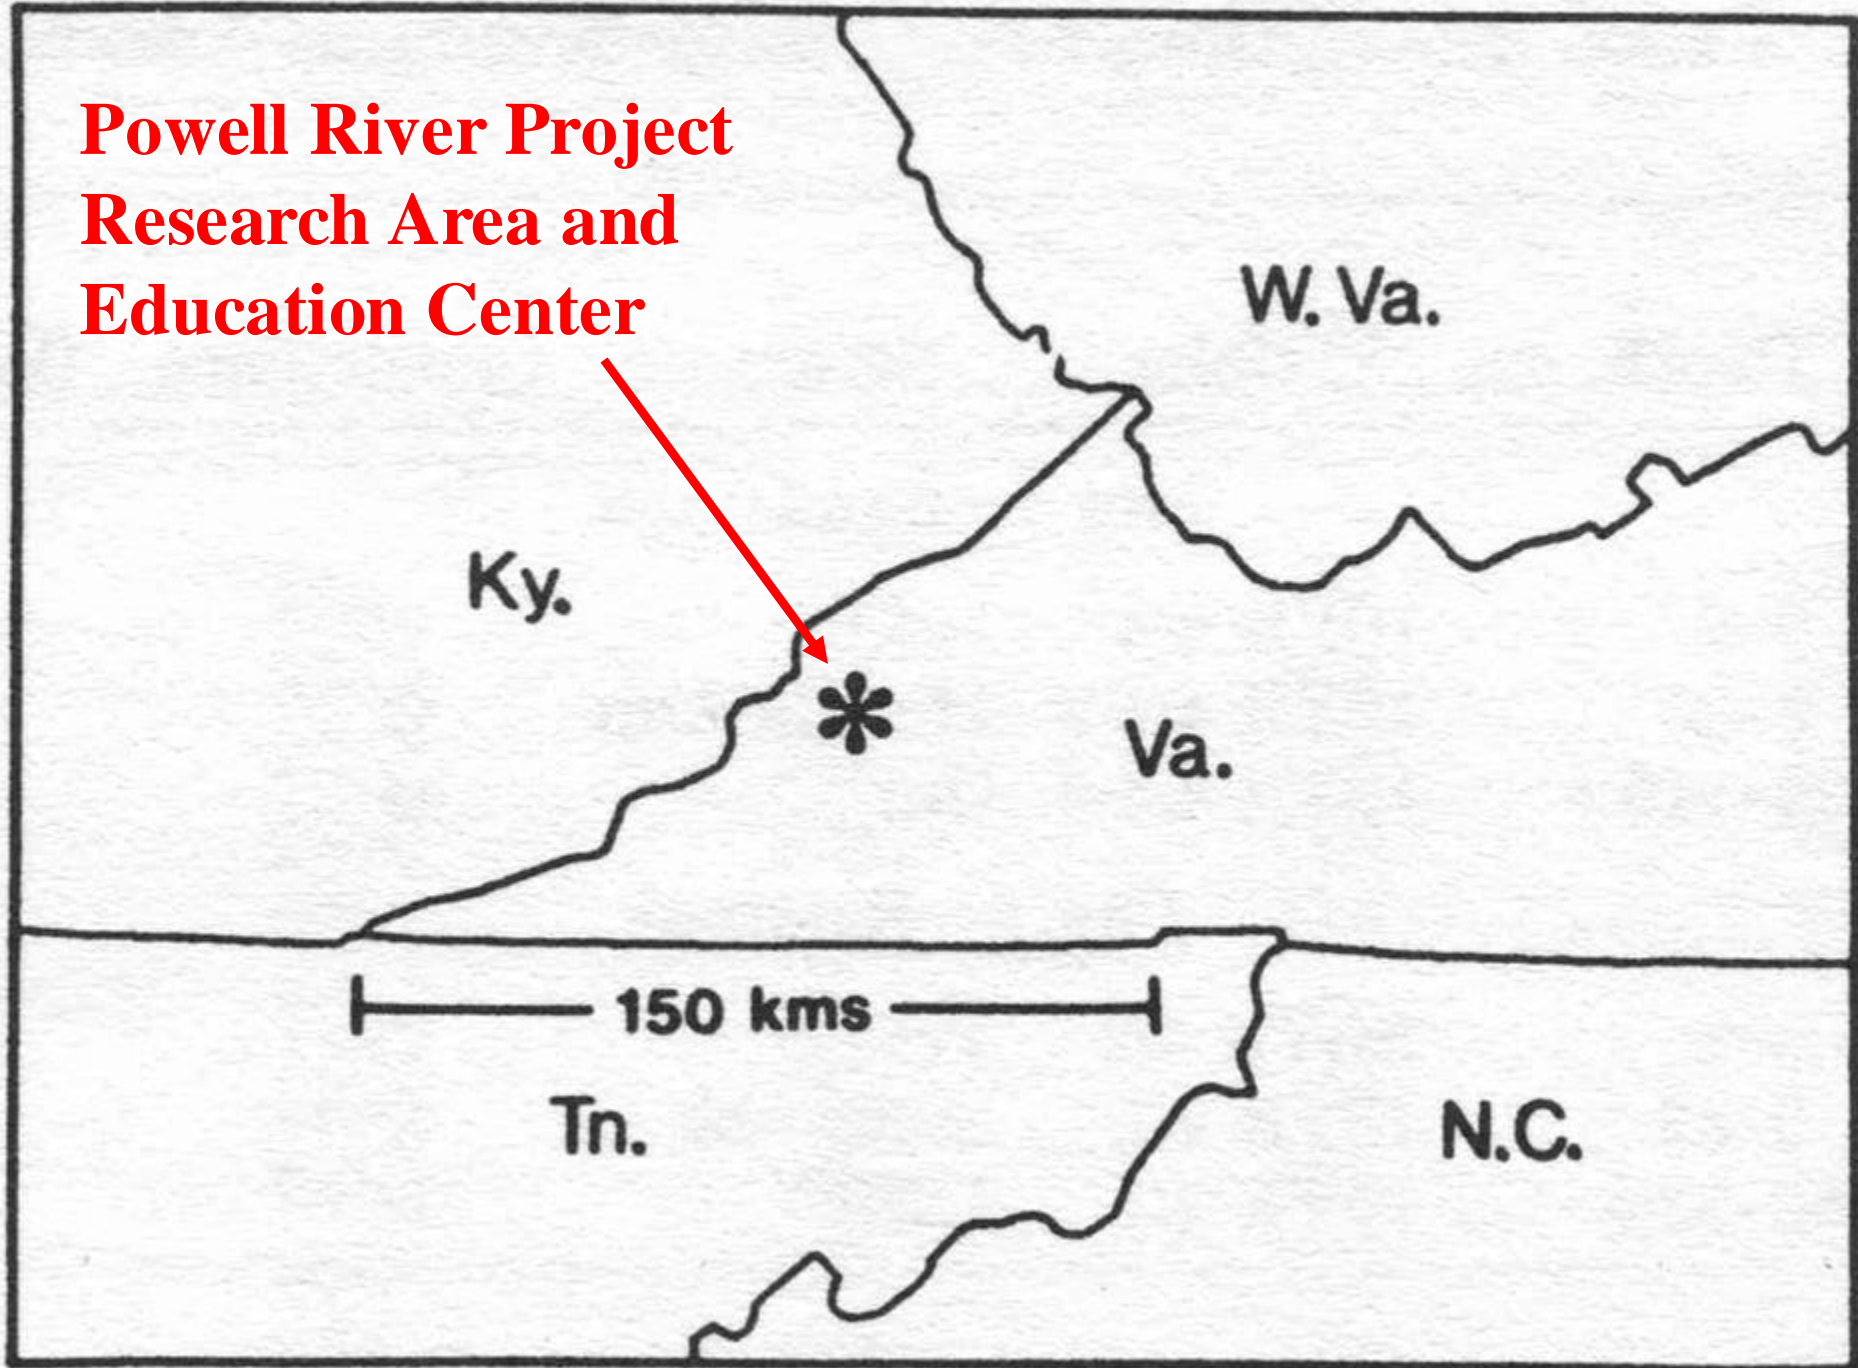 Powell River Project
Research Area and
Education Center
W. Va.
Ky.
*
Va.
150 kms
Tn.
N.C.